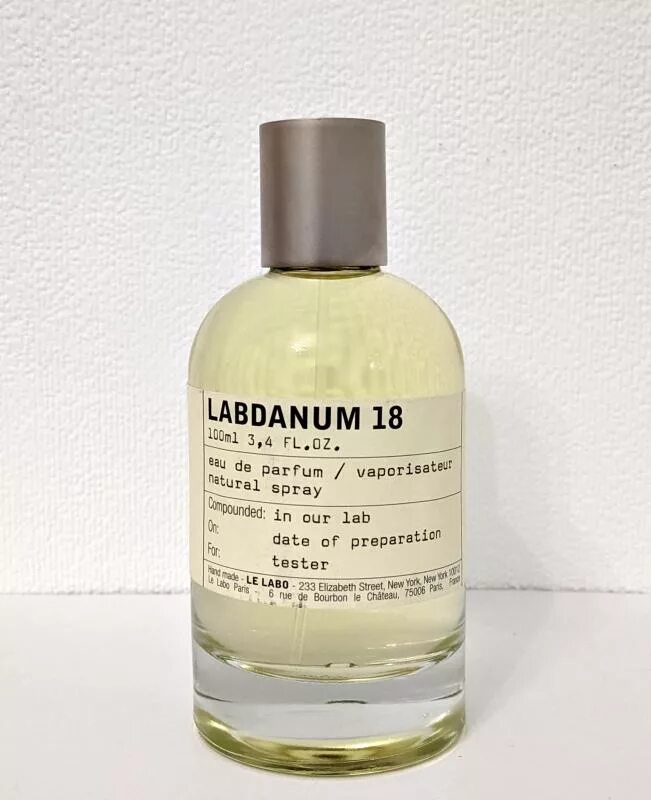 LABDANUM 18
100ml 3,4 FL.OZ.
eau de parfum / vaporisateur
natural spray
Compounded: in our lab
On: date of preparation
For: tester
Hand made - LE LABO - 233 Elizabeth Street, New York, New York
Le Labo Paris - 6 rue de Bourbon le Château, 75006 Paris, France